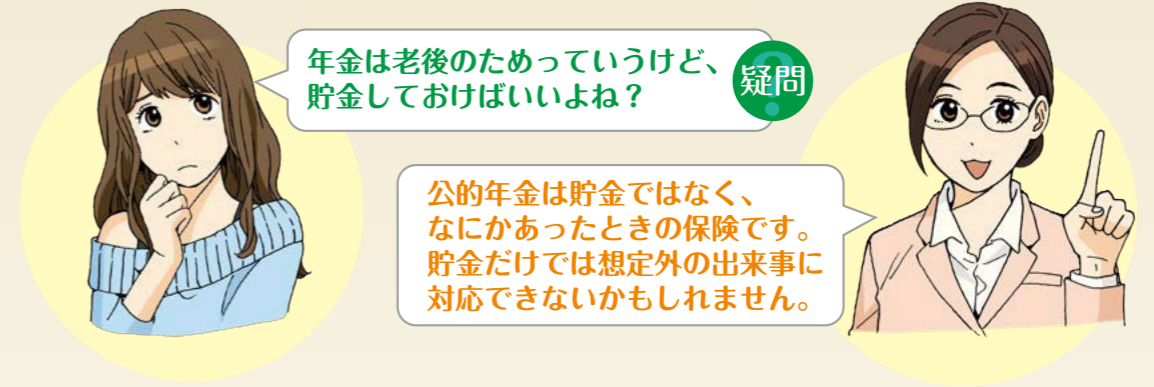 年金は老後のためっていうけど、
貯金しておけばいいよね？
疑問
公的年金は貯金ではなく、
なにかあったときの保険です。
貯金だけでは想定外の出来事に
対応できないかもしれません。